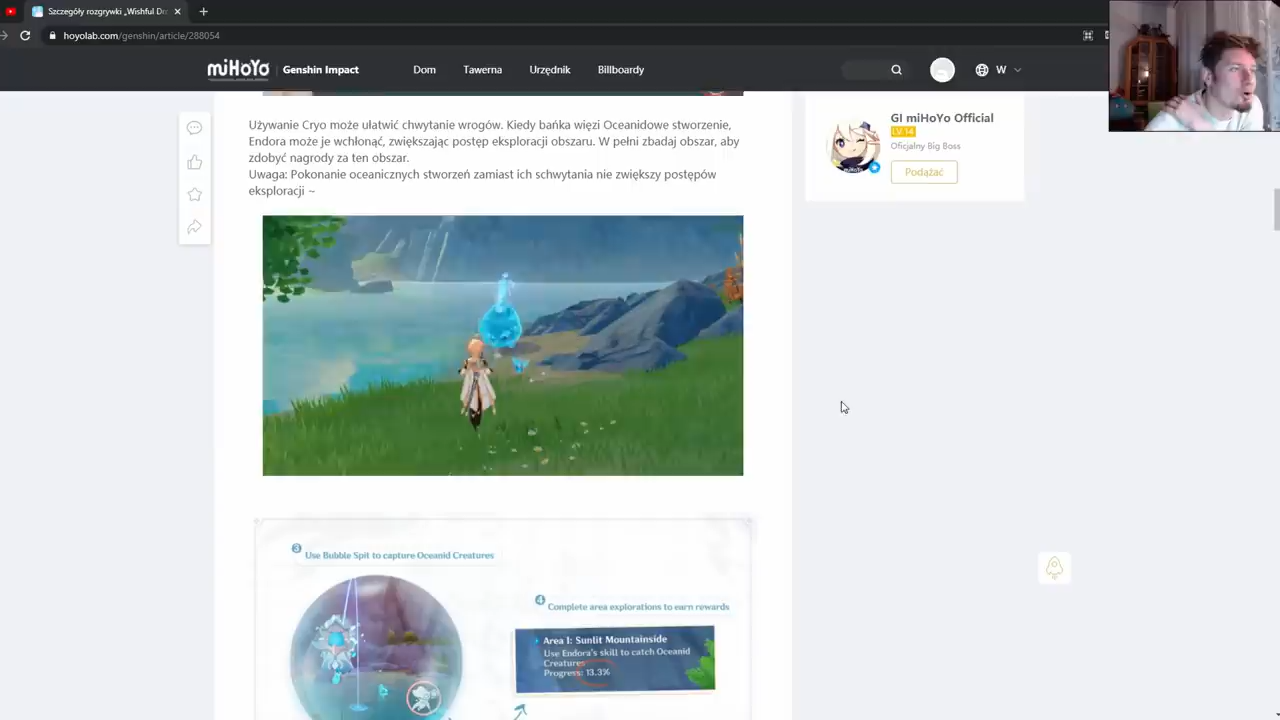 Szczegóły rozgrywki „Wishful Dr
hoyolab.com/genshin/article/288054
miHoYo
Genshin Impact
Dom
Tawerna
Urzędnik
Billboardy
W
Używanie Cryo może ułatwić chwytanie wrogów. Kiedy bańka więzi Oceanidowe stworzenie,
Endora może je wchłonąć, zwiększając postęp eksploracji obszaru. W pełni zbadaj obszar, aby
zdobyć nagrody za ten obszar.
Uwaga: Pokonanie oceanicznych stworzeń zamiast ich schwytania nie zwiększy postępów
eksploracji ~
GI miHoYo Official
LV.14
Oficjalny Big Boss
Podążać
3 Use Bubble Spit to capture Oceanid Creatures
4 Complete area explorations to earn rewards
Area 1: Sunlit Mountainside
Use Endora's skill to catch Oceanid
Creatures
Progress: 13.3%